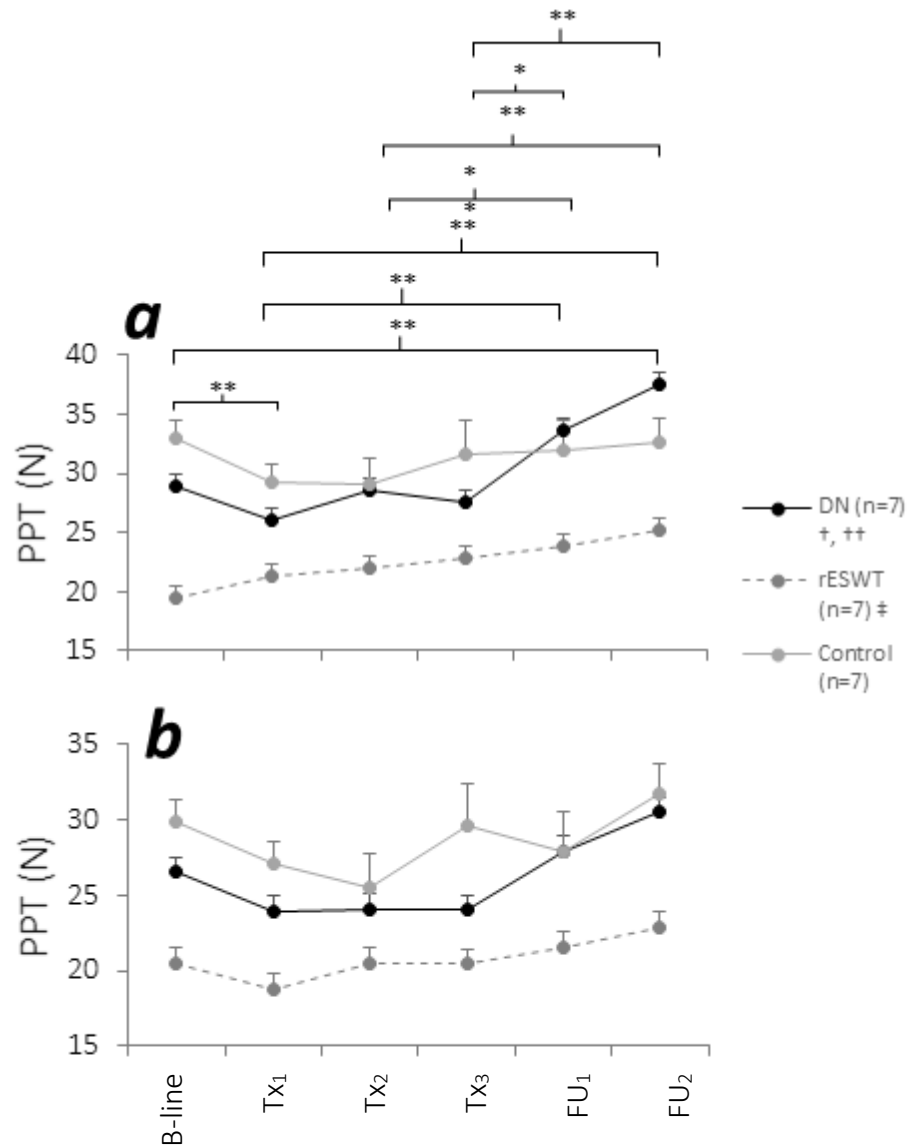 **
*
**
*
*
**
**
a
**
**
40
35
30
25
20
15
PPT (N)
DN (n=7)
†, ††
rESWT
(n=7) ‡
Control
(n=7)
b
35
30
25
20
15
PPT (N)
B-line
Tx1
Tx2
Tx3
FU1
FU2